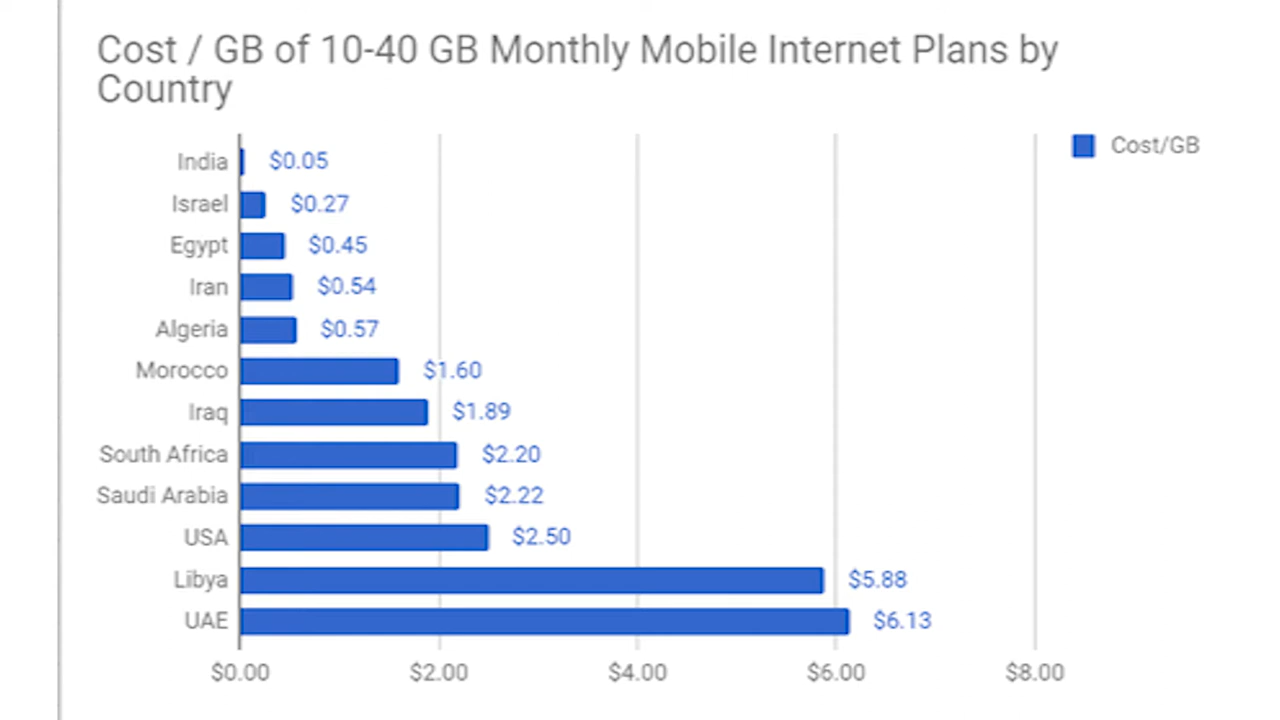 Cost / GB of 10-40 GB Monthly Mobile Internet Plans by
Country
Cost/GB
India $0.05
Israel $0.27
Egypt $0.45
Iran $0.54
Algeria $0.57
Morocco $1.60
Iraq $1.89
South Africa $2.20
Saudi Arabia $2.22
USA $2.50
Libya $5.88
UAE $6.13
$0.00 $2.00 $4.00 $6.00 $8.00